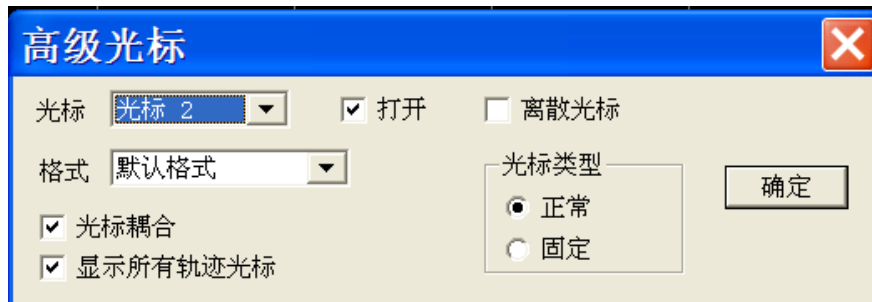 高级光标
光标 光标 2 打开 离散光标
格式 默认格式
光标类型
正常
固定
确定
光标耦合
显示所有轨迹光标